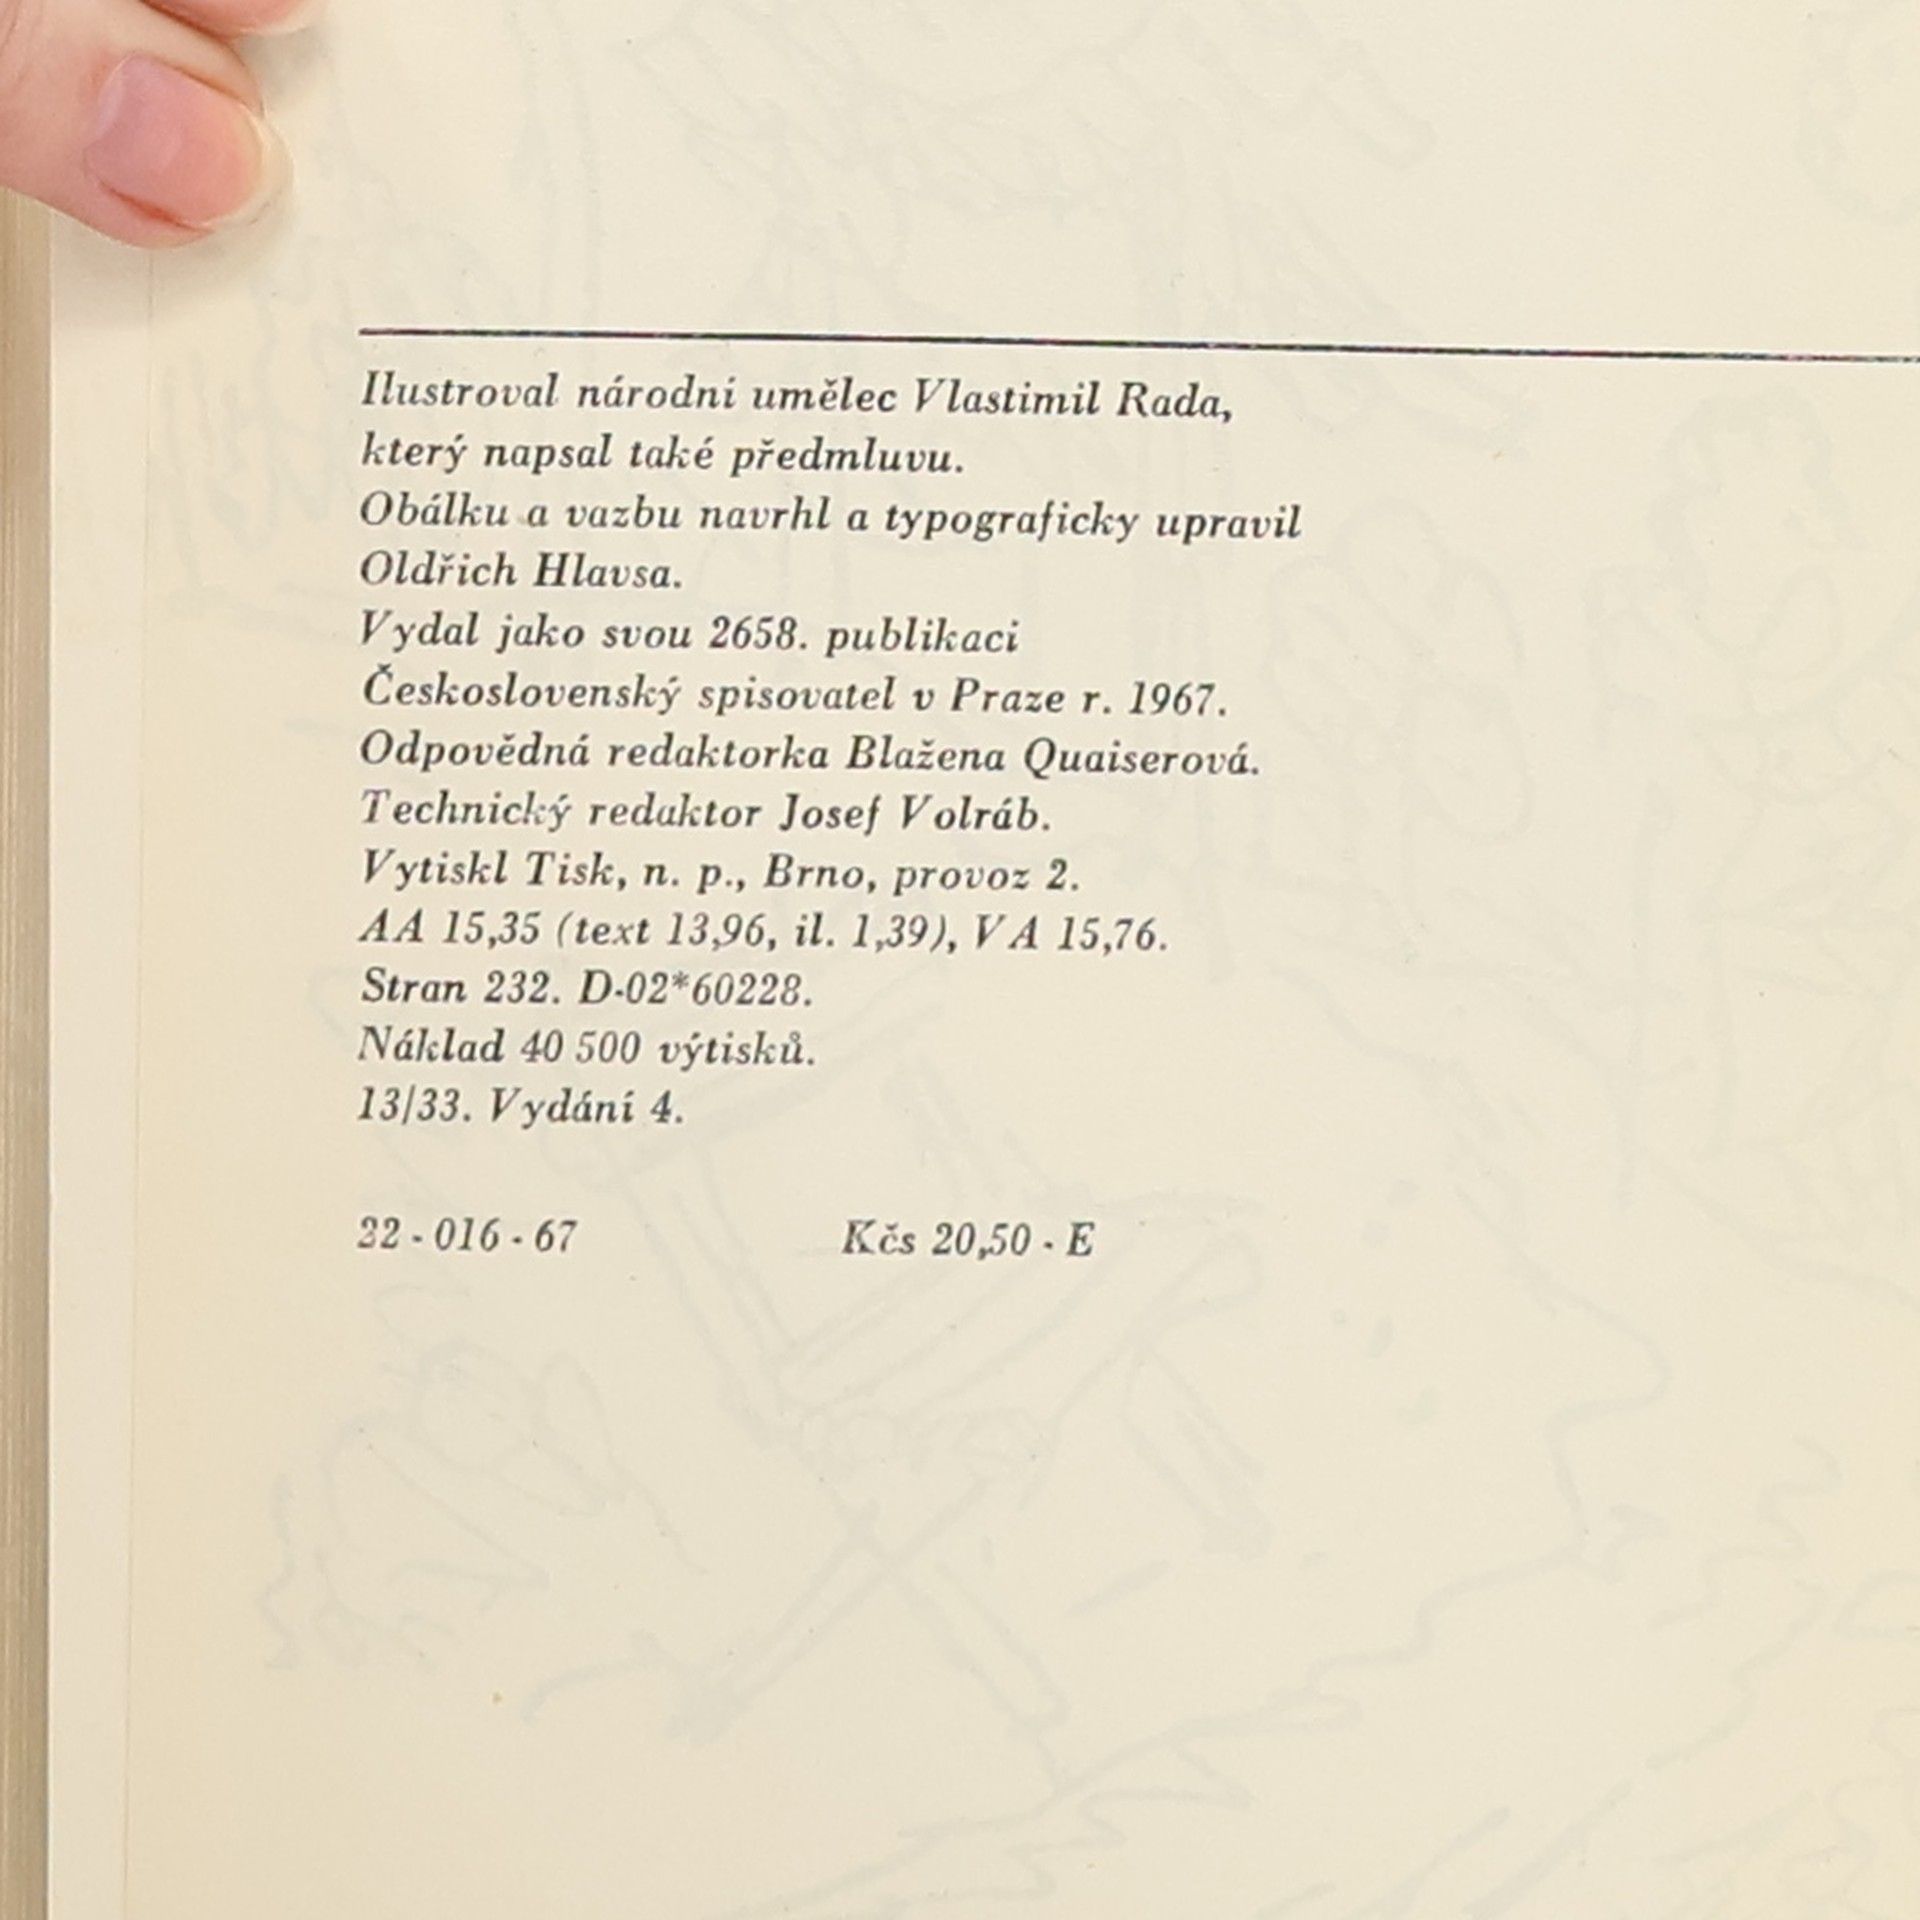 Ilustroval národní umělec Vlastimil Rada,
který napsal také předmluvu.
Obálku a vazbu navrhl a typograficky upravil
Oldřich Hlavsa.
Vydal jako svou 2658. publikaci
Československý spisovatel v Praze r. 1967.
Odpovědná redaktorka Blažena Quaiserová.
Technický redaktor Josef Volráb.
Vytiskl Tisk, n. p., Brno, provoz 2.
AA 15,35 (text 13,96, il. 1,39), VA 15,76.
Stran 232. D-02*60228.
Náklad 40 500 výtisků.
13/33. Vydání 4.
22 - 016 - 67 Kčs 20,50 - E